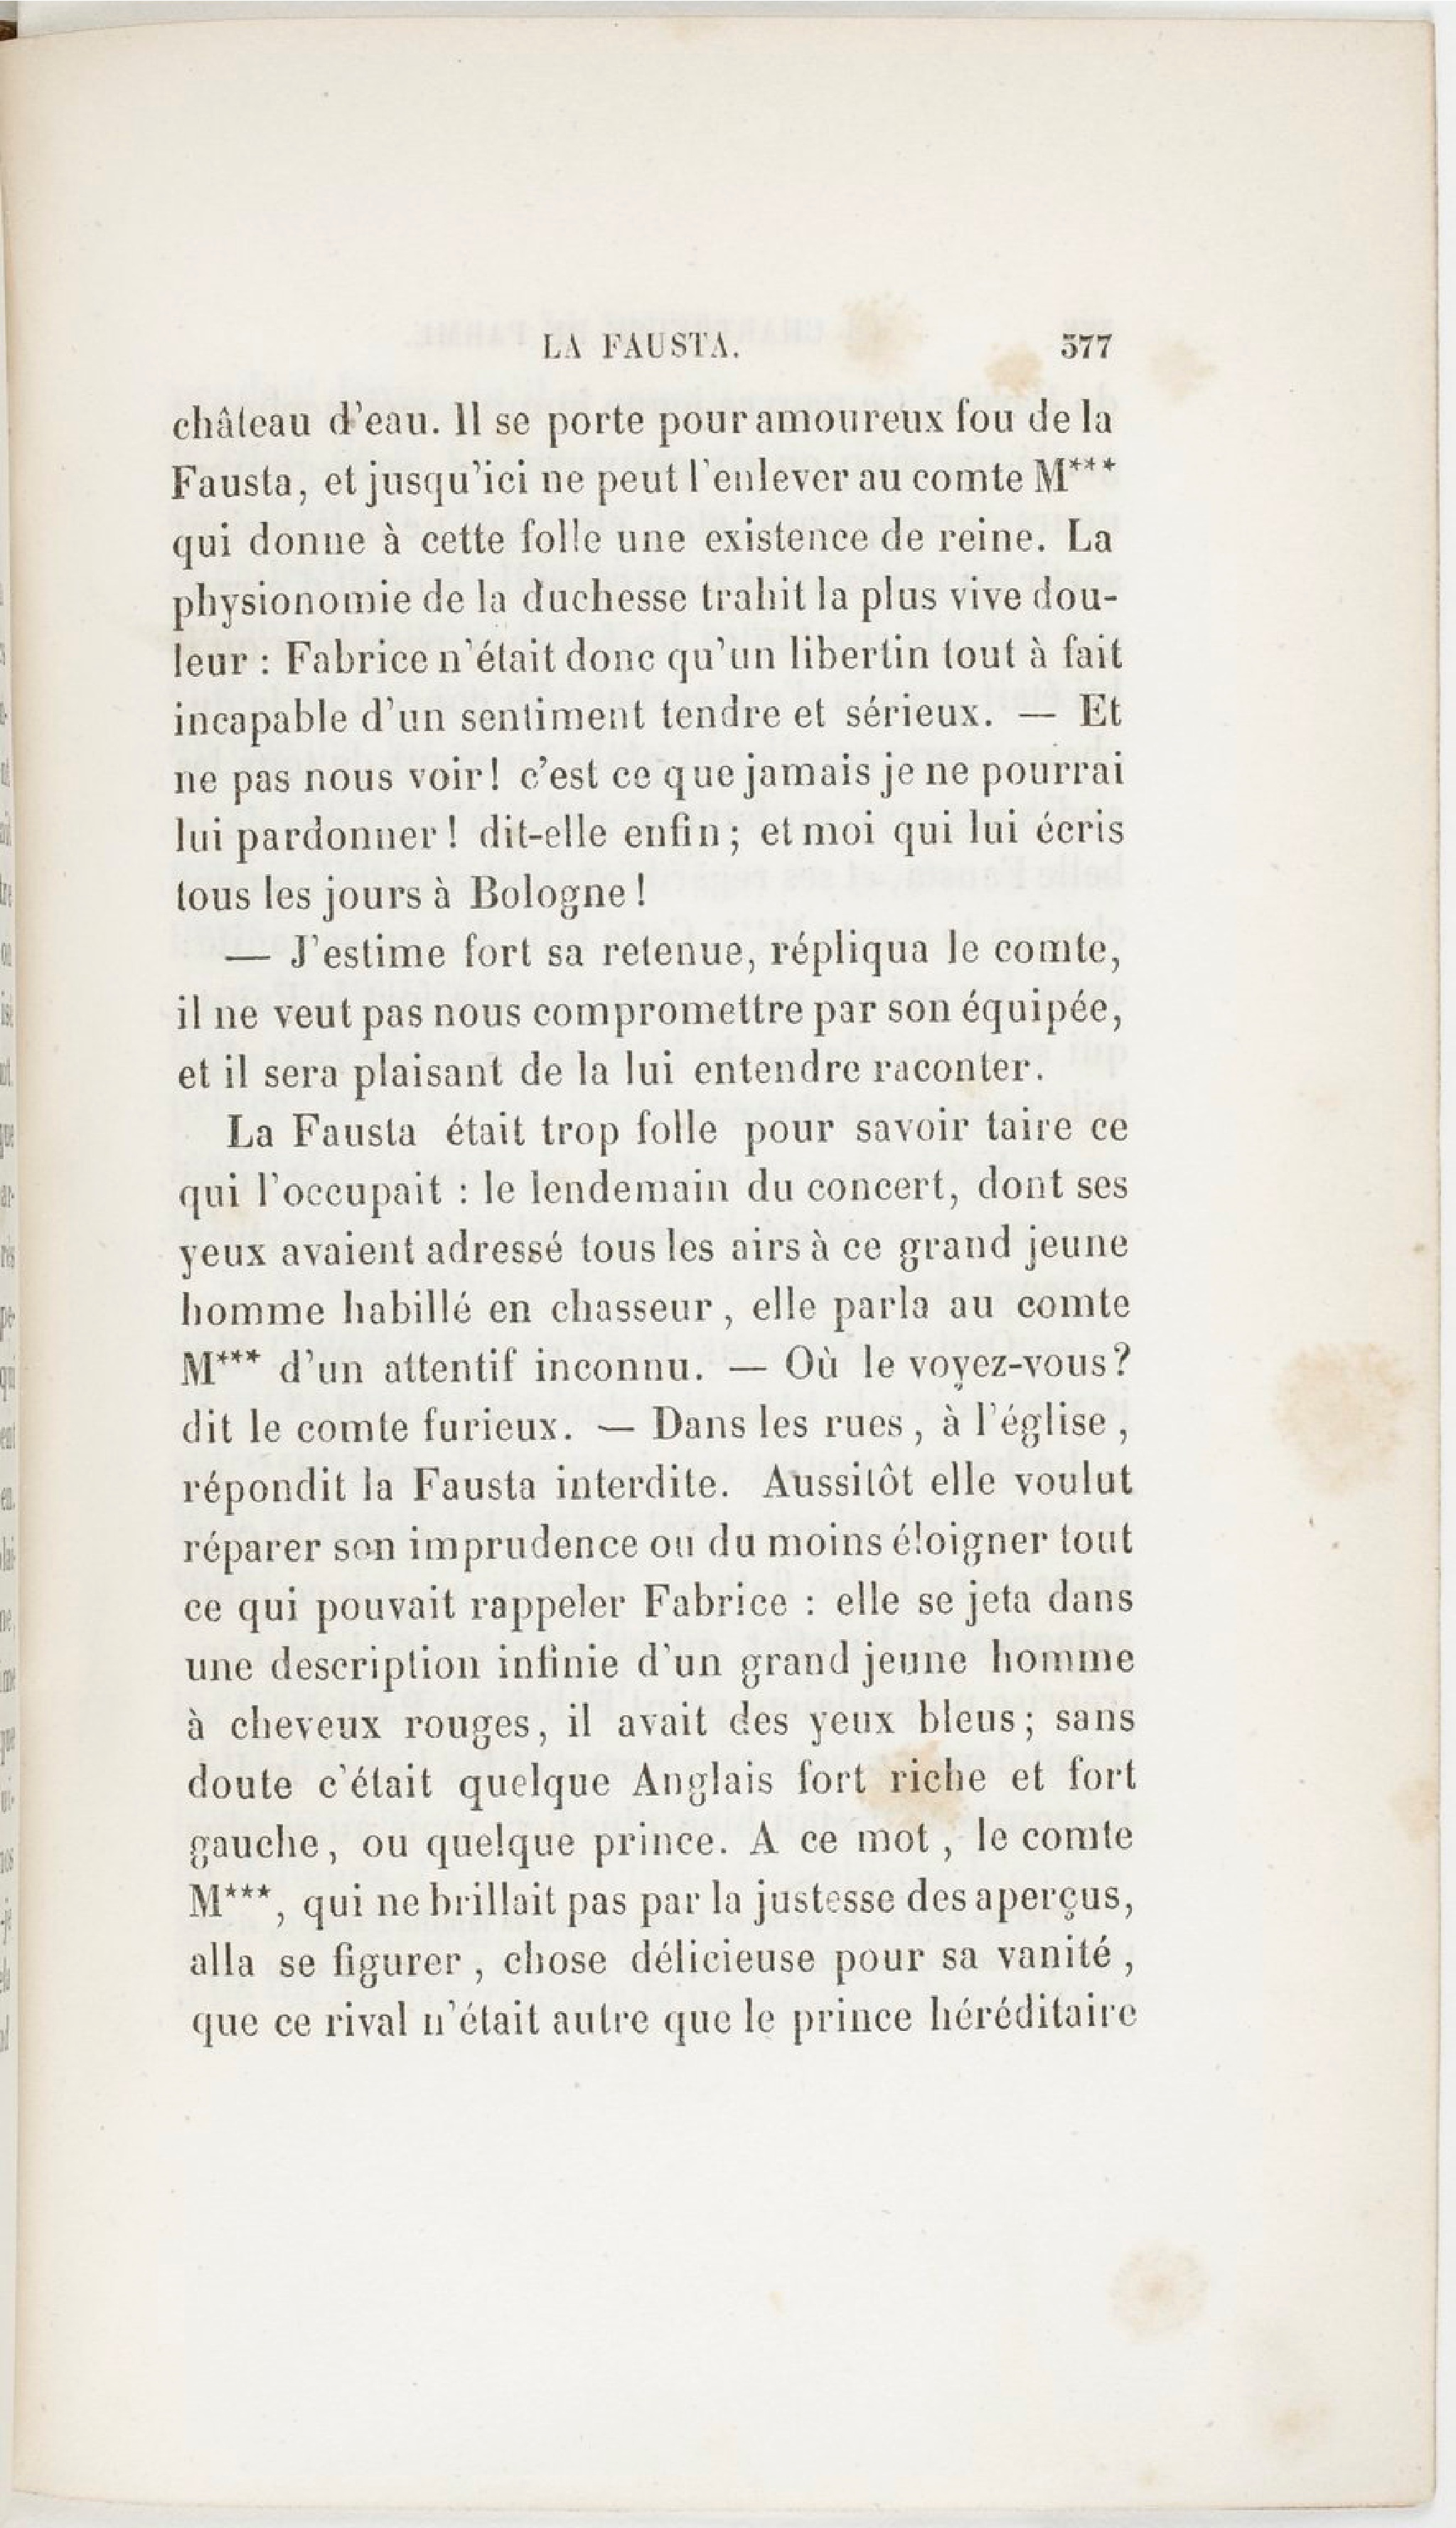 LA FAUSTA. 377
château d'eau. Il se porte pour amoureux fou de la
Fausta, et jusqu'ici ne peut l'enlever au comte M***
qui donne à cette folle une existence de reine. La
physionomie de la duchesse trahit la plus vive dou-
leur : Fabrice n'était donc qu'un libertin tout à fait
incapable d'un sentiment tendre et sérieux. — Et
ne pas nous voir! c'est ce que jamais je ne pourrai
lui pardonner ! dit-elle enfin ; et moi qui lui écris
tous les jours à Bologne !
— J'estime fort sa retenue, répliqua le comte,
il ne veut pas nous compromettre par son équipée,
et il sera plaisant de la lui entendre raconter.
La Fausta était trop folle pour savoir taire ce
qui l'occupait : le lendemain du concert, dont ses
yeux avaient adressé tous les airs à ce grand jeune
homme habillé en chasseur, elle parla au comte
M*** d'un attentif inconnu. — Où le voyez-vous?
dit le comte furieux. — Dans les rues, à l'église,
répondit la Fausta interdite. Aussitôt elle voulut
réparer son imprudence ou du moins éloigner tout
ce qui pouvait rappeler Fabrice : elle se jeta dans
une description infinie d'un grand jeune homme
à cheveux rouges, il avait des yeux bleus; sans
doute c'était quelque Anglais fort riche et fort
gauche, ou quelque prince. A ce mot, le comte
M***, qui ne brillait pas par la justesse des aperçus,
alla se figurer, chose délicieuse pour sa vanité,
que ce rival n'était autre que le prince héréditaire